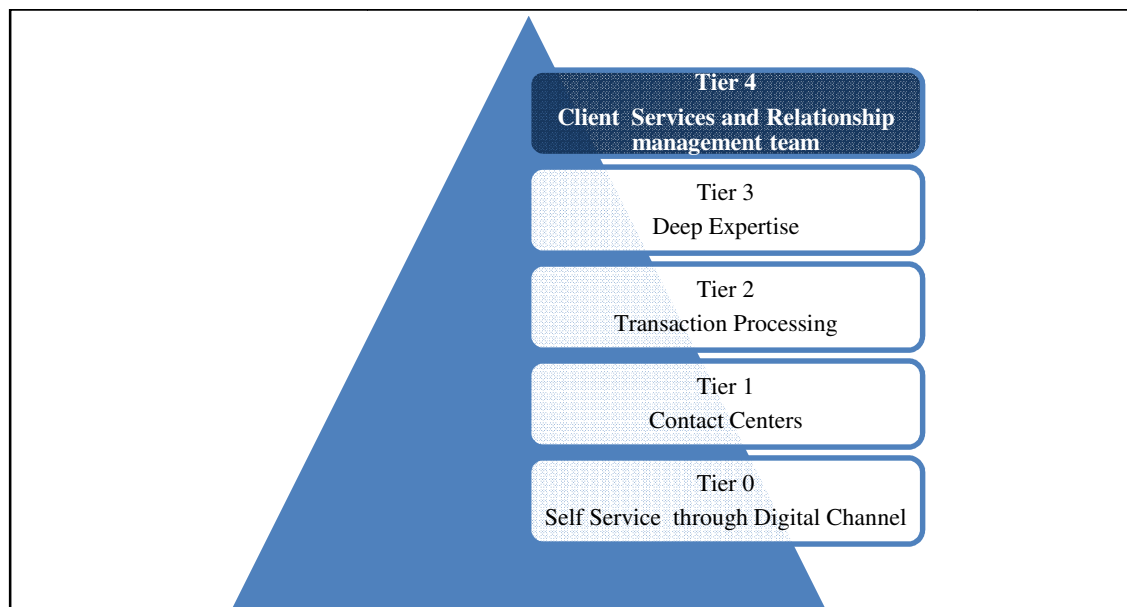 Tier 4
Client Services and Relationship
management team
Tier 3
Deep Expertise
Tier 2
Transaction Processing
Tier 1
Contact Centers
Tier 0
Self Service through Digital Channel